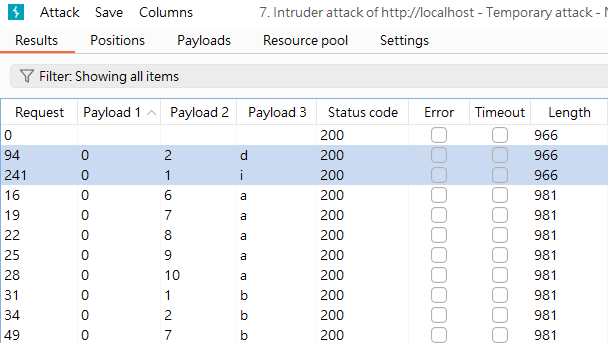 Attack Save Columns 7. Intruder attack of http://localhost - Temporary attack -
Results Positions Payloads Resource pool Settings
Filter: Showing all items
Request Payload 1 Payload 2 Payload 3 Status code Error Timeout Length
0 200 966
94 0 2 d 200 966
241 0 1 i 200 966
16 0 6 a 200 981
19 0 7 a 200 981
22 0 8 a 200 981
25 0 9 a 200 981
28 0 10 a 200 981
31 0 1 b 200 981
34 0 2 b 200 981
49 0 7 b 200 981